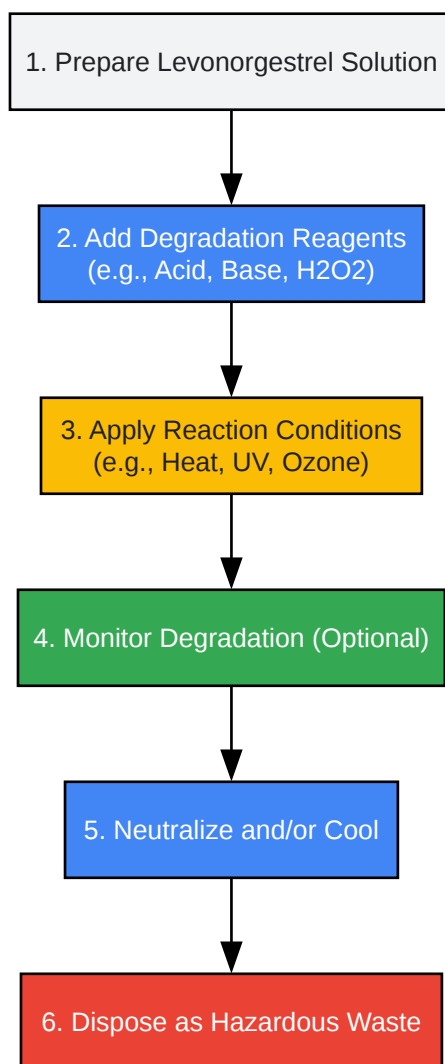 1. Prepare Levonorgestrel Solution
2. Add Degradation Reagents
(e.g., Acid, Base, H2O2)
3. Apply Reaction Conditions
(e.g., Heat, UV, Ozone)
4. Monitor Degradation (Optional)
5. Neutralize and/or Cool
6. Dispose as Hazardous Waste